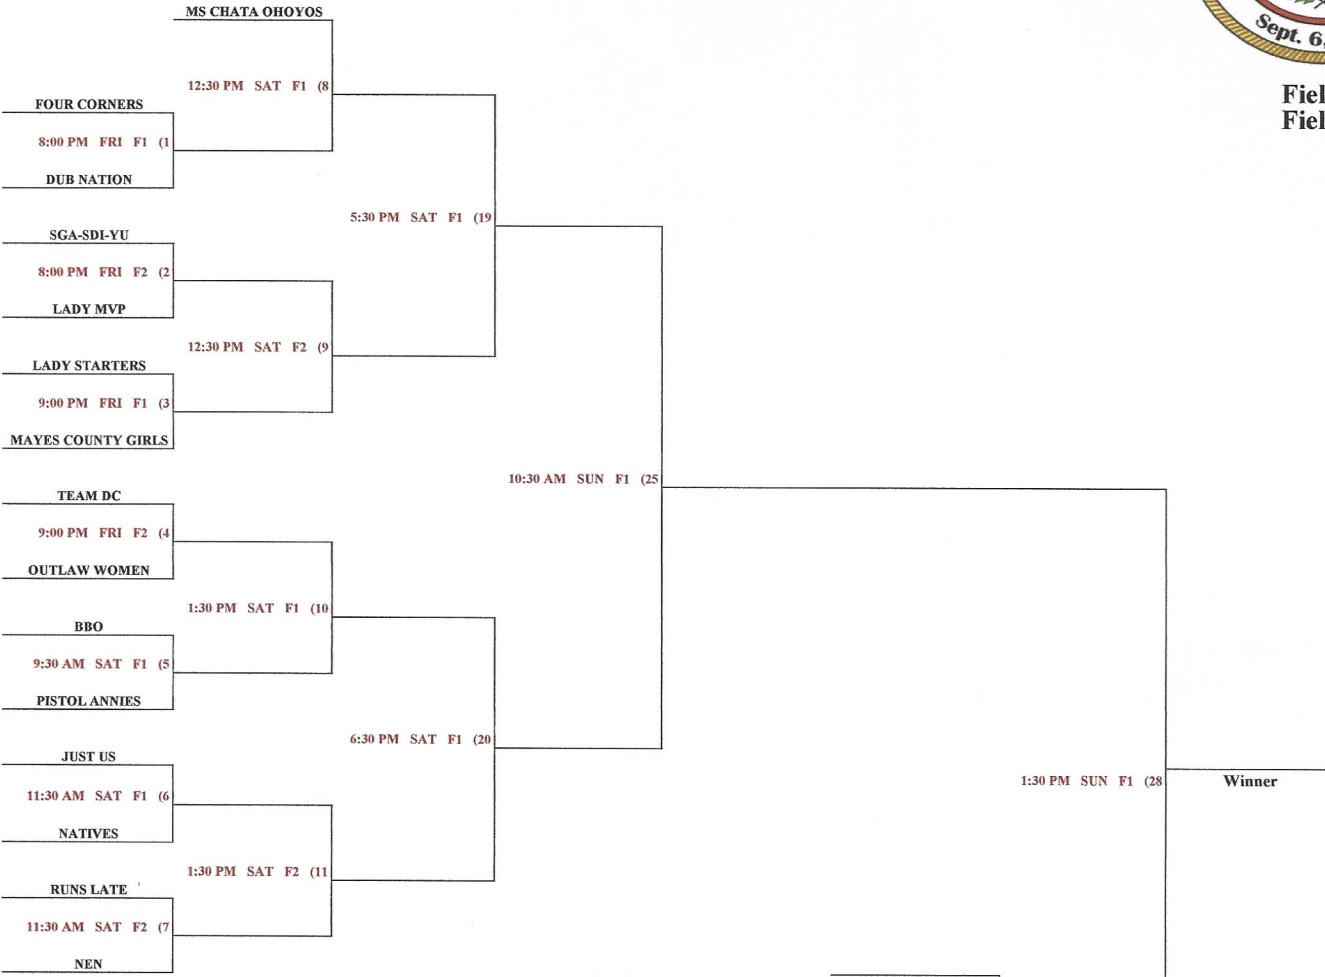 MS CHATA OHOYOS
Sept. 6,
12:30 PM SAT F1 (8
Fiel
FOUR CORNERS
Fiel
8:00 PM FRI F1 (1
DUB NATION
5:30 PM SAT F1 (19
SGA-SDI-YU
8:00 PM FRI F2 (2
LADY MVP
12:30 PM SAT F2 (9
LADY STARTERS
9:00 PM FRI F1 (3
MAYES COUNTY GIRLS
10:30 AM SUN F1 (25
TEAM DC
9:00 PM FRI F2 (4
OUTLAW WOMEN
1:30 PM SAT F1 (10
BBO
9:30 AM SAT F1 (5
PISTOL ANNIES
6:30 PM SAT F1 (20
JUST US
1:30 PM SUN F1 (28
Winner
11:30 AM SAT F1 (6
NATIVES
1:30 PM SAT F2 (11
RUNS LATE
11:30 AM SAT F2 (7
NEN